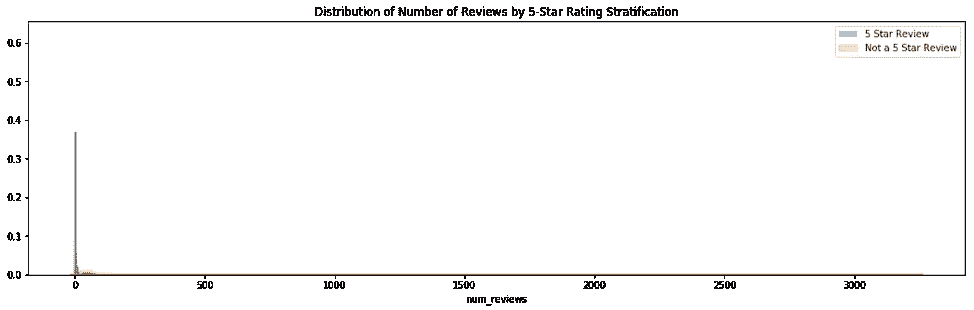 Distribution of Number of Reviews by 5-Star Rating Stratification
5 Star Review
Not a 5 Star Review
0.6
0.5
0.4
0.3
0.2
0.1
0.0
0 500 1000 1500 2000 2500 3000
num_reviews